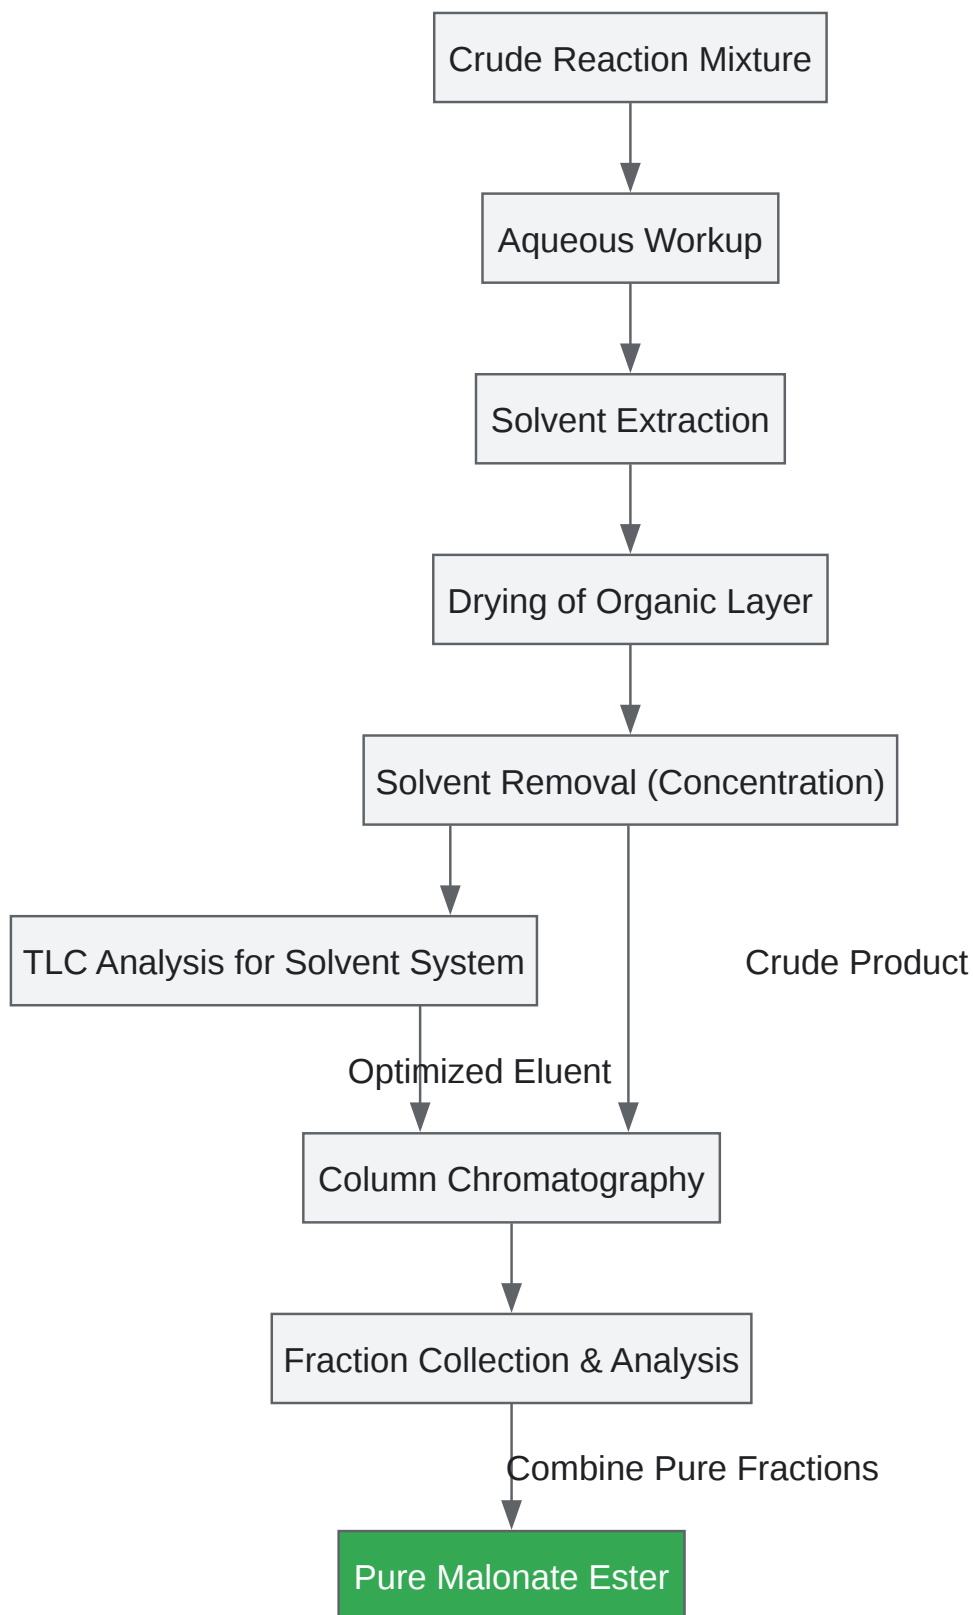 Crude Reaction Mixture
Aqueous Workup
Solvent Extraction
Drying of Organic Layer
Solvent Removal (Concentration)
TLC Analysis for Solvent System
Crude Product
Optimized Eluent
Column Chromatography
Fraction Collection & Analysis
Combine Pure Fractions
Pure Malonate Ester